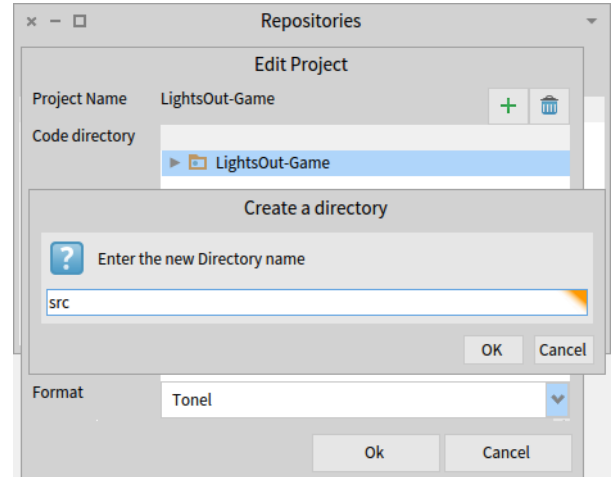 Repositories
Edit Project
Project Name LightsOut-Game
Code directory
LightsOut-Game
Create a directory
Enter the new Directory name
src
OK Cancel
Format Tonel
Ok Cancel